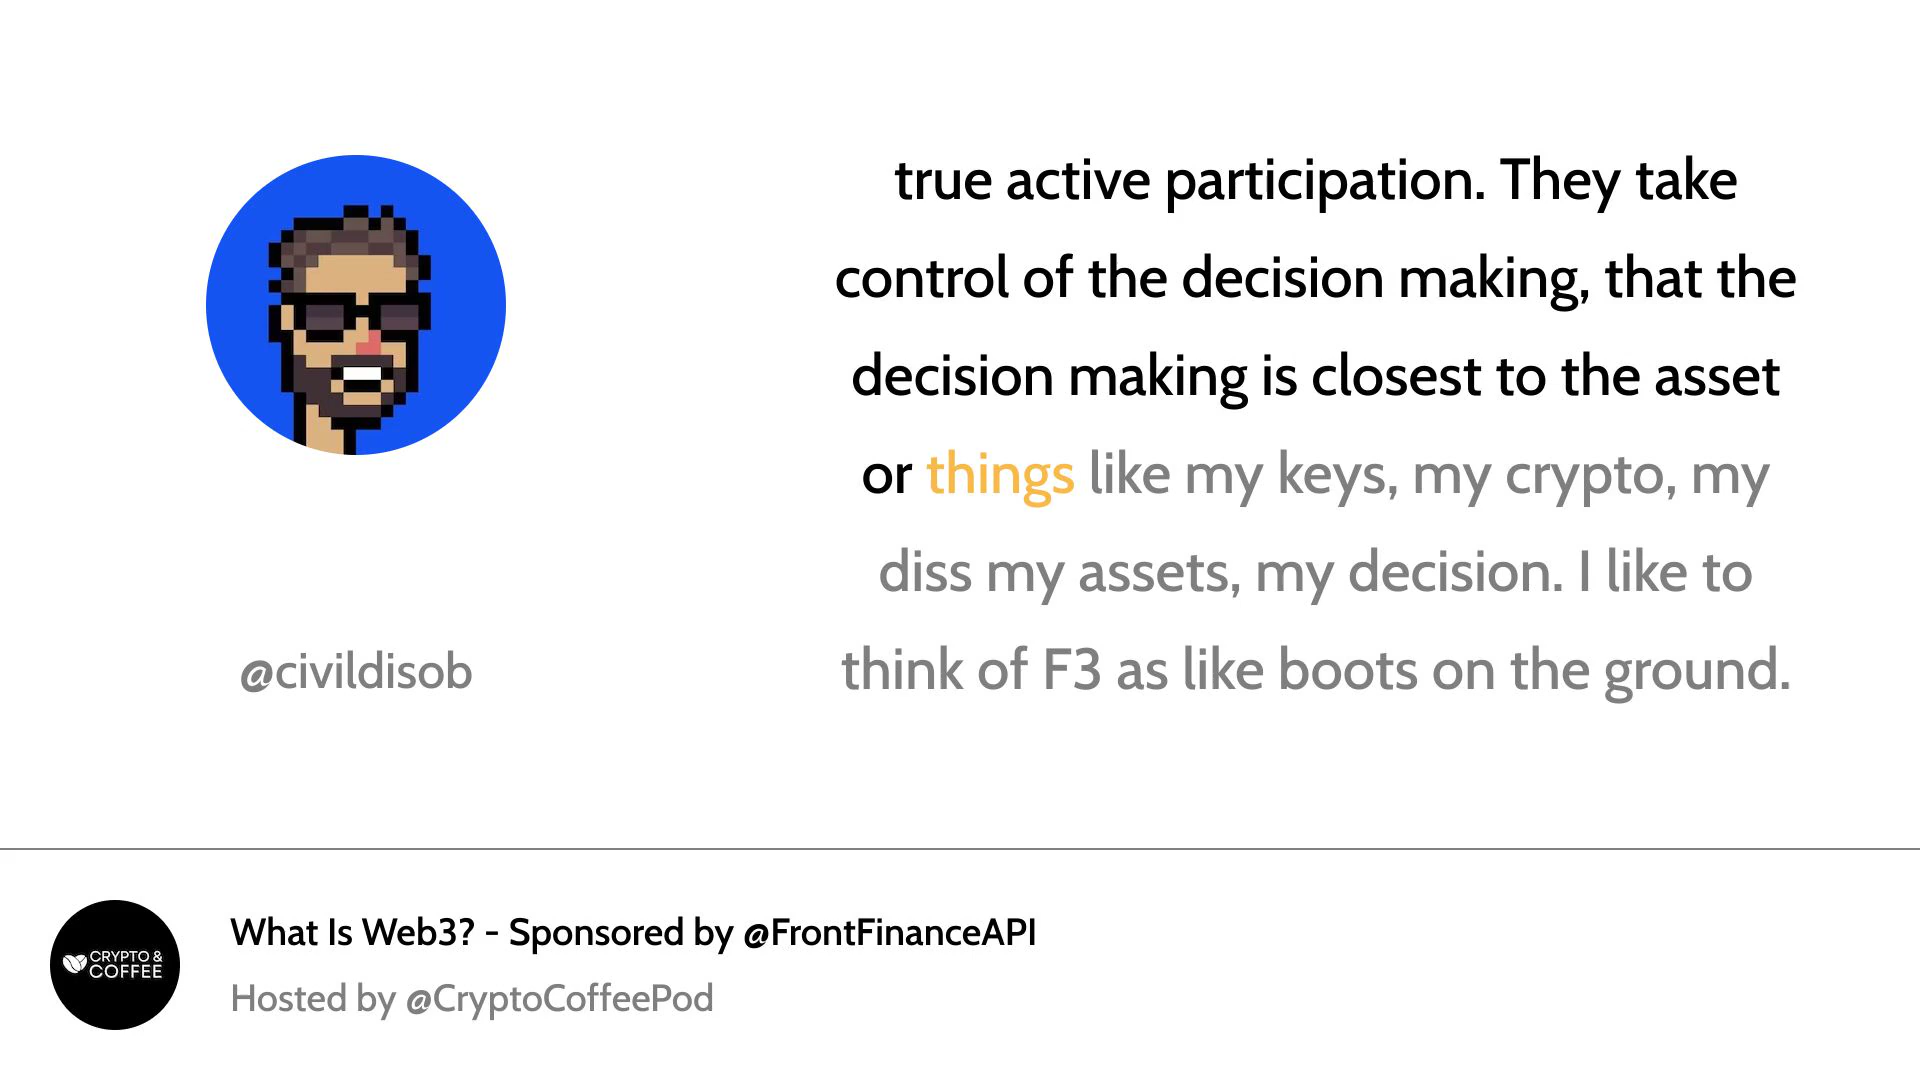 true active participation. They take
control of the decision making, that the
decision making is closest to the asset
or things like my keys, my crypto, my
diss my assets, my decision. I like to
think of F3 as like boots on the ground.
@civildisob
CRYPTO &
COFFEE
What Is Web3? - Sponsored by @FrontFinanceAPI
Hosted by @CryptoCoffeePod